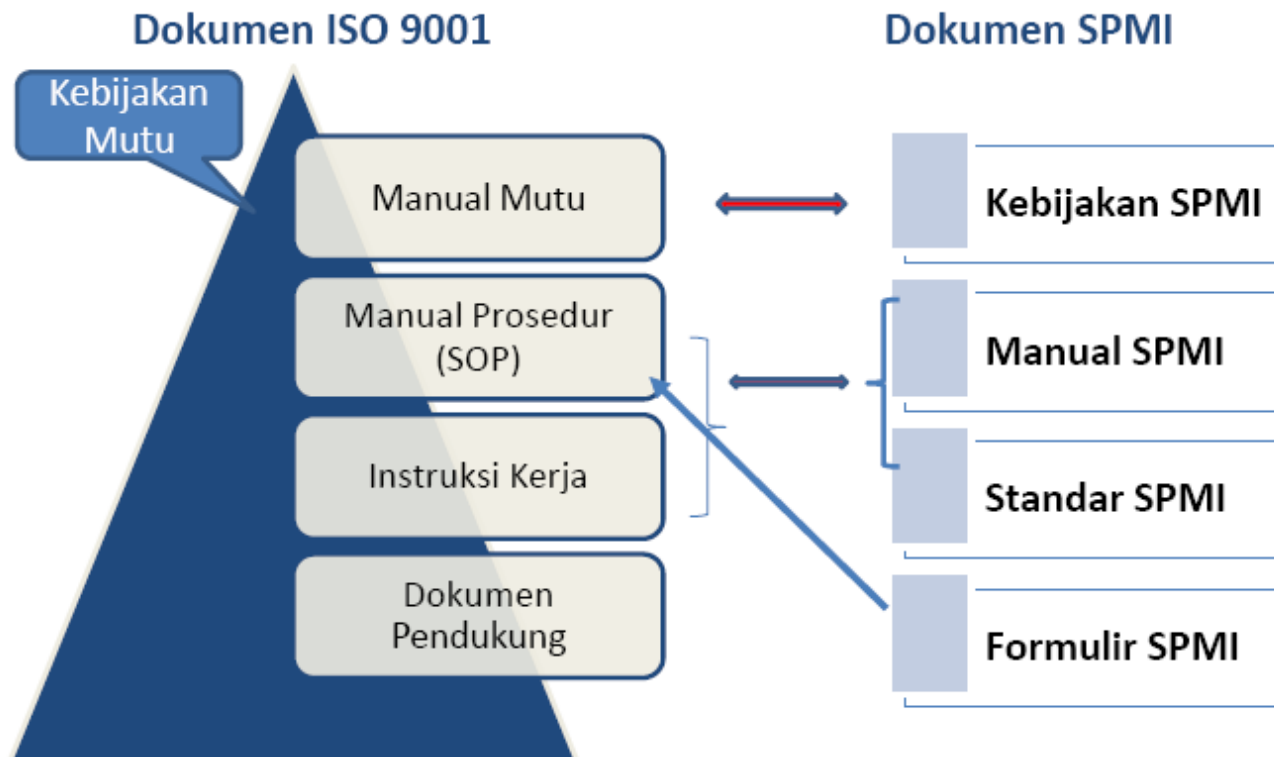 Dokumen ISO 9001
Dokumen SPMI
Kebijakan
Mutu
Manual Mutu
Manual Prosedur
(SOP)
Instruksi Kerja
Dokumen
Pendukung
Kebijakan SPMI
Manual SPMI
Standar SPMI
Formulir SPMI